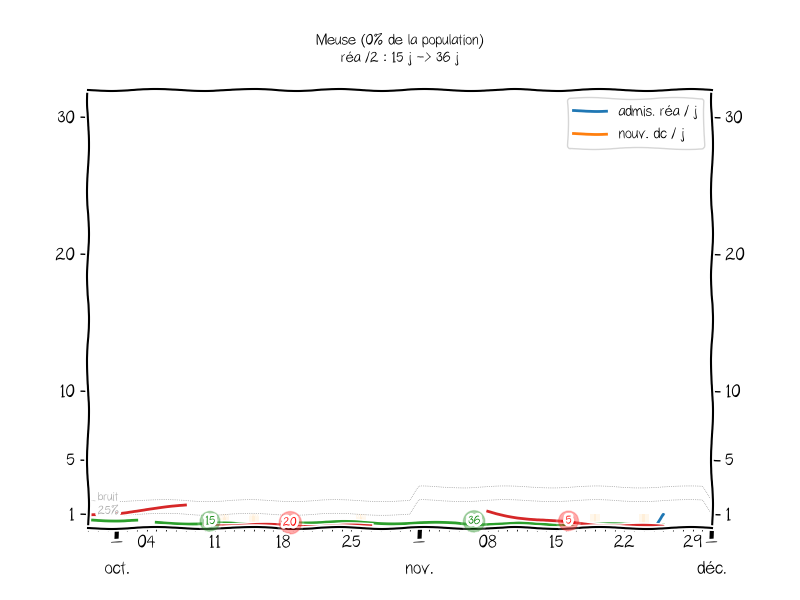 Meuse (0% de la population)
réa /2 : 15 j -> 36 j
admis. réa / j
nouv. dc / j
30
30
20
20
10
10
5
5
bruit
25%
1
1
15
20
36
5
04
11
18
25
08
15
22
29
oct.
nov.
déc.